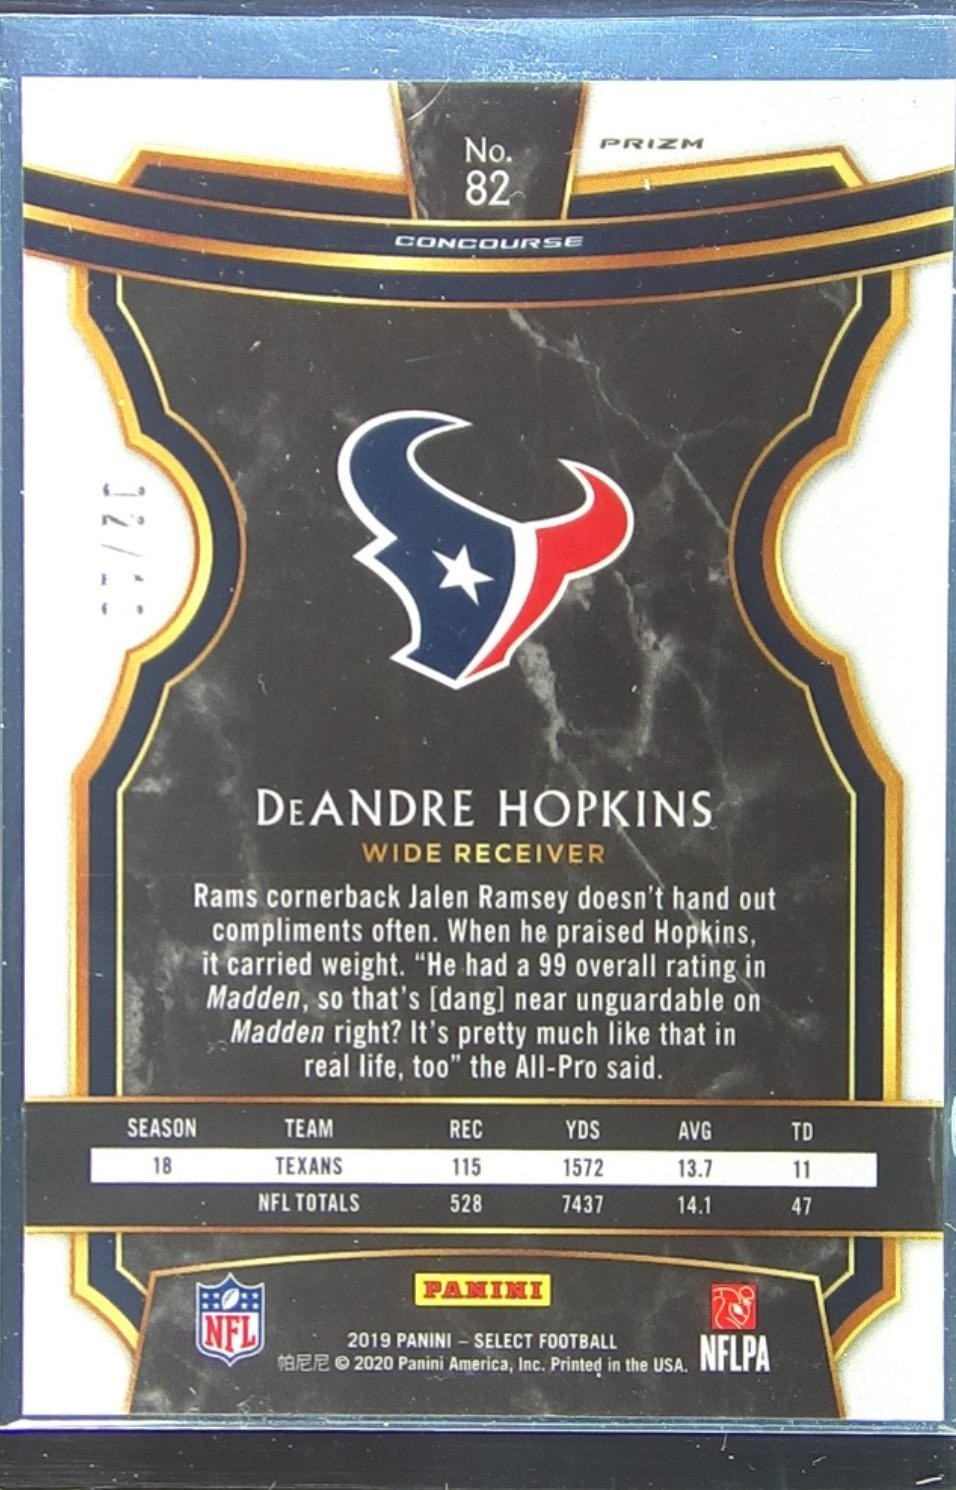 No.
82
PRIZM
CONCOURSE
DeANDRE HOPKINS
WIDE RECEIVER
Rams cornerback Jalen Ramsey doesn't hand out
compliments often. When he praised Hopkins,
it carried weight. “He had a 99 overall rating in
Madden, so that's [dang] near unguardable on
Madden right? It's pretty much like that in
real life, too” the All-Pro said.
SEASON TEAM REC YDS AVG TD
18 TEXANS 115 1572 13.7 11
NFL TOTALS 528 7437 14.1 47
NFL
PANINI
NFLPA
2019 PANINI – SELECT FOOTBALL
帕尼尼 © 2020 Panini America, Inc. Printed in the USA.